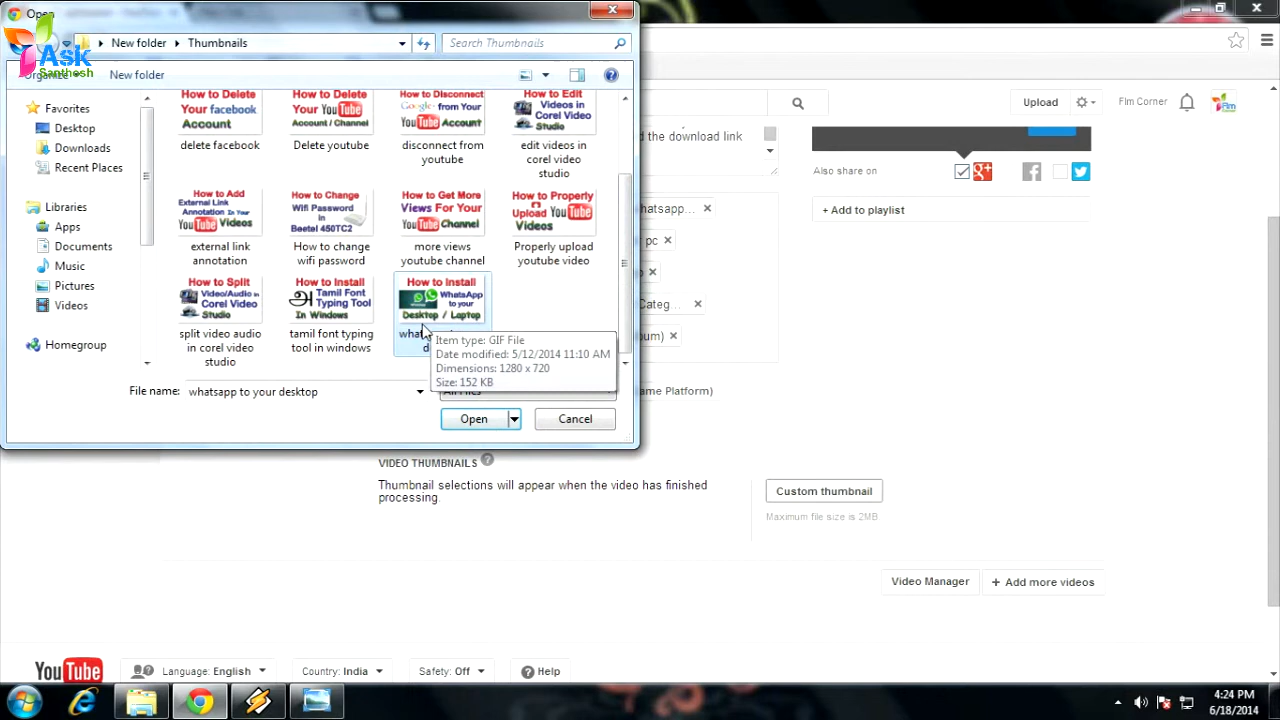 Open
Ask
Santhosh
New folder
Thumbnails
Search Thumbnails
New folder
Favorites
Desktop
Downloads
Recent Places
Libraries
Apps
Documents
Music
Pictures
Videos
Homegroup
How to Delete
Your facebook
Account
delete facebook
How to Delete
Your YouTube
Account / Channel
Delete youtube
How to Disconnect
Google+ from Your
YouTube Account
disconnect from
youtube
How to Edit
Videos in
Corel Video
Studio
edit videos in
corel video
studio
How to Add
External Link
Annotation In Your
YouTube Videos
external link
annotation
How to Change
Wifi Password
in
Beetel 450TC2
How to change
wifi password
How to Get More
Views For Your
YouTube Channel
more views
youtube channel
How to Properly
Upload YouTube
Videos
Properly upload
youtube video
How to Split
Video/Audio in
Corel Video
Studio
split video audio
in corel video
studio
How to Install
அ Tamil Font
Typing Tool
In Windows
tamil font typing
tool in windows
How to Install
WhatsApp
to your
Desktop / Laptop
Item type: GIF File
Date modified: 5/12/2014 11:10 AM
Dimensions: 1280 x 720
Size: 152 KB
File name:
whatsapp to your desktop
All Files
Open
Cancel
Upload
Flm Corner
d the download link
Also share on
+ Add to playlist
hatsapp...
pc
Categ
ame Platform)
VIDEO THUMBNAILS
Thumbnail selections will appear when the video has finished
processing.
Custom thumbnail
Maximum file size is 2MB.
Video Manager
+ Add more videos
YouTube
Language: English
Country: India
Safety: Off
Help
4:24 PM
6/18/2014